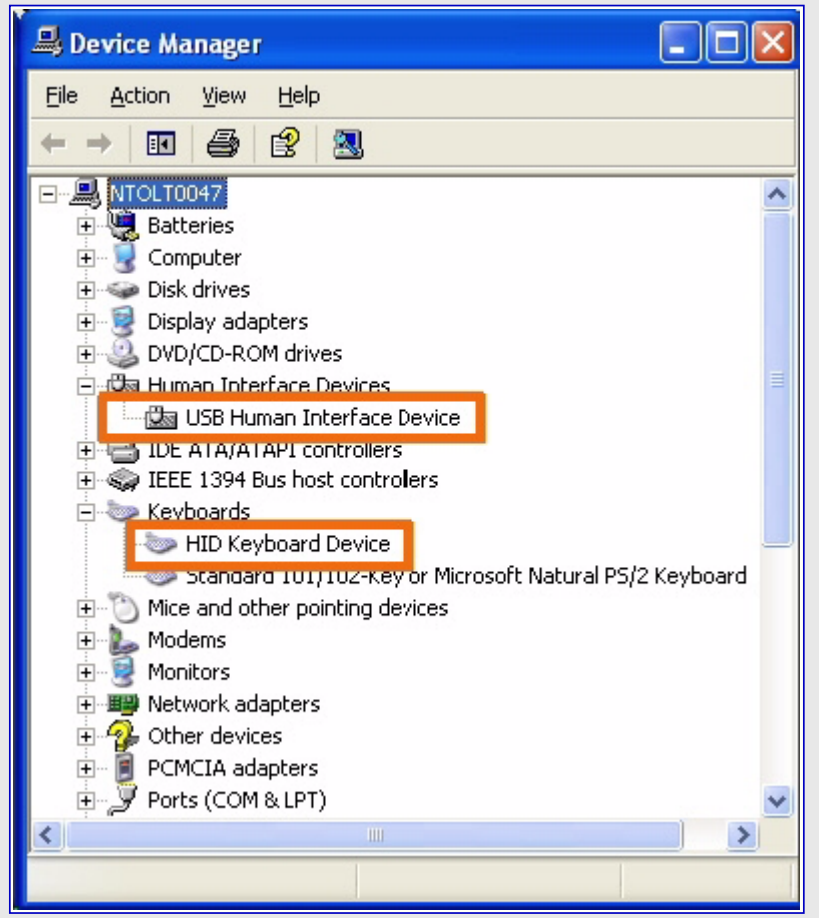 Device Manager
File Action View Help
NTOLT0047
Batteries
Computer
Disk drives
Display adapters
DVD/CD-ROM drives
Human Interface Devices
USB Human Interface Device
IDE ATA/ATAPI controllers
IEEE 1394 Bus host controlers
Keyboards
HID Keyboard Device
Standard 101/102-Key or Microsoft Natural PS/2 Keyboard
Mice and other pointing devices
Modems
Monitors
Network adapters
Other devices
PCMCIA adapters
Ports (COM & LPT)